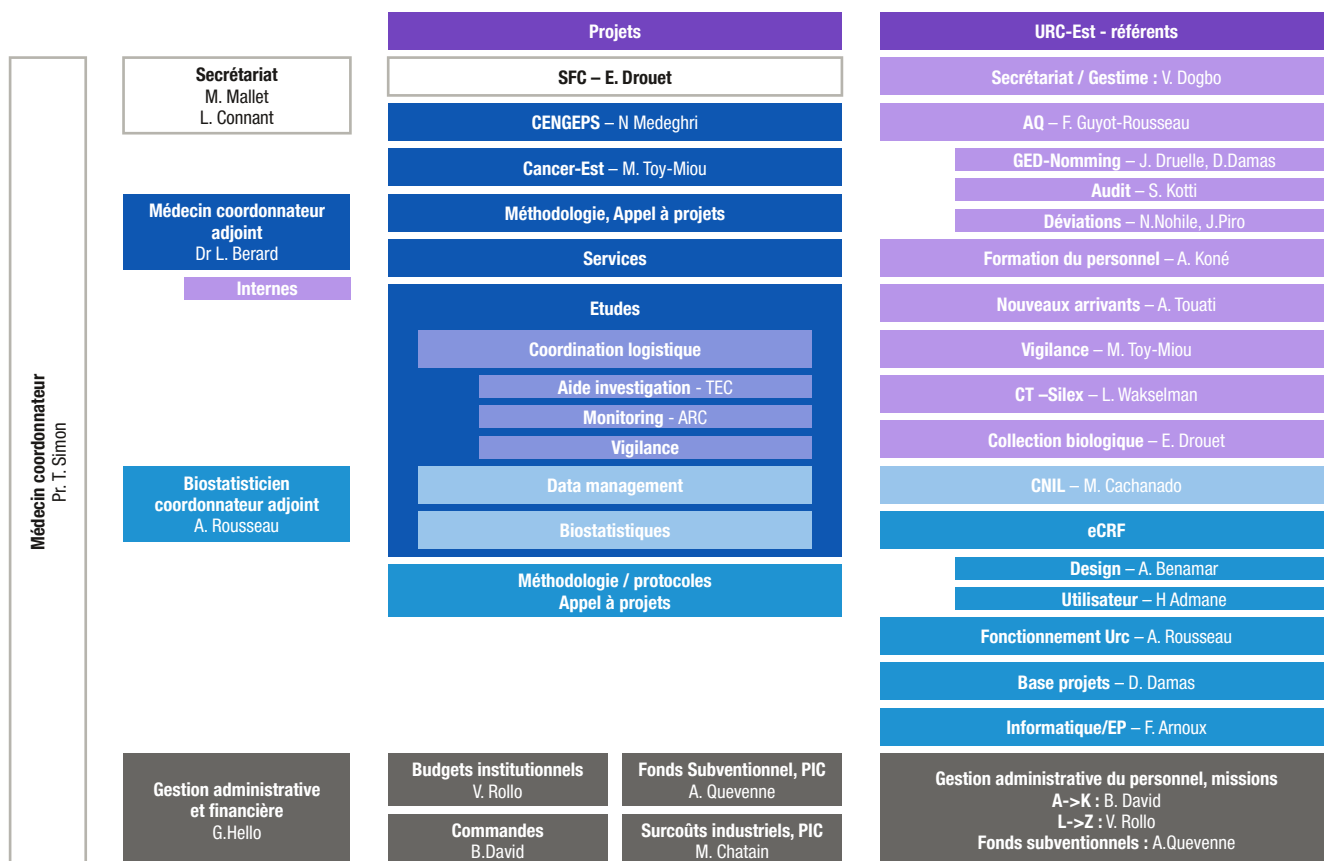 Médecin coordonnateur
Pr. T. Simon
Secrétariat
M. Mallet
L. Connant
Médecin coordonnateur
adjoint
Dr L. Berard
Internes
Biostatisticien
coordonnateur adjoint
A. Rousseau
Gestion administrative
et financière
G.Hello
Projets
SFC – E. Drouet
CENGEPS – N Medeghri
Cancer-Est – M. Toy-Miou
Méthodologie, Appel à projets
Services
Etudes
Coordination logistique
Aide investigation - TEC
Monitoring - ARC
Vigilance
Data management
Biostatistiques
Méthodologie / protocoles
Appel à projets
Budgets institutionnels
V. Rollo
Fonds Subventionnel, PIC
A. Quevenne
Commandes
B.David
Surcoûts industriels, PIC
M. Chatain
URC-Est - référents
Secrétariat / Gestime : V. Dogbo
AQ – F. Guyot-Rousseau
GED-Nomming – J. Druelle, D.Damas
Audit – S. Kotti
Déviations – N.Nohile, J.Piro
Formation du personnel – A. Koné
Nouveaux arrivants – A. Touati
Vigilance – M. Toy-Miou
CT –Silex – L. Wakselman
Collection biologique – E. Drouet
CNIL – M. Cachanado
eCRF
Design – A. Benamar
Utilisateur – H Admane
Fonctionnement Urc – A. Rousseau
Base projets – D. Damas
Informatique/EP – F. Arnoux
Gestion administrative du personnel, missions
A->K : B. David
L->Z : V. Rollo
Fonds subventionnels : A.Quevenne